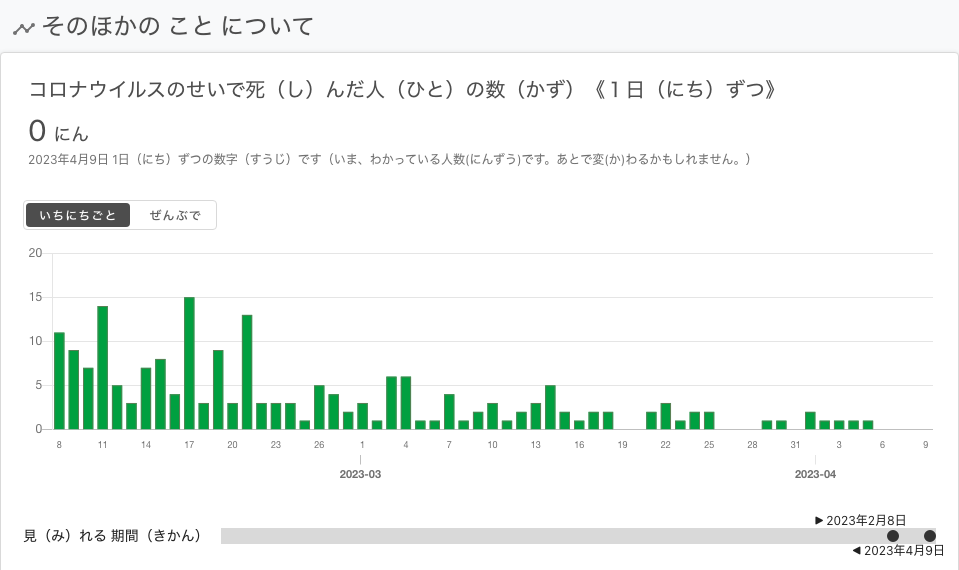 そのほかの こと について
コロナウイルスのせいで死（し）んだ人（ひと）の数（かず）《１日（にち）ずつ》
0 にん
2023年4月9日 1日（にち）ずつの数字（すうじ）です（いま、わかっている人数(にんずう)です。あとで変(か)わるかもしれません。）
いちにちごと ぜんぶで
20
15
10
5
0
8 11 14 17 20 23 26 1 4 7 10 13 16 19 22 25 28 31 3 6 9
2023-03 2023-04
▶ 2023年2月8日
見（み）れる 期間（きかん）
◀ 2023年4月9日